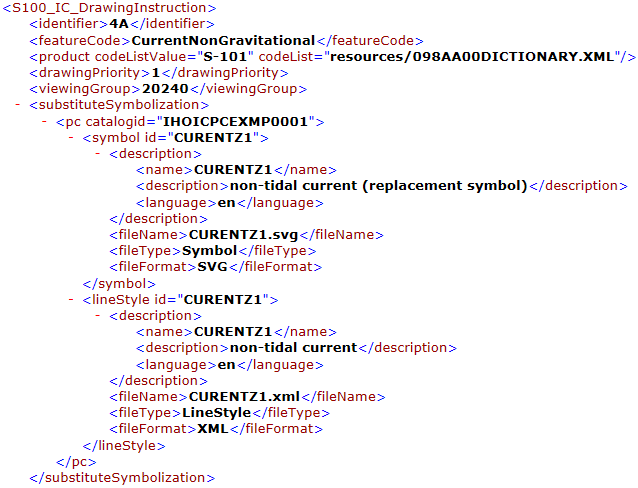 <S100_IC_DrawingInstruction>
<identifier>4A</identifier>
<featureCode>CurrentNonGravitational</featureCode>
<product codeListValue="S-101" codeList="resources/098AA00DICTIONARY.XML"/>
<drawingPriority>1</drawingPriority>
<viewingGroup>20240</viewingGroup>
- <substituteSymbolization>
- <pc catalogid="IHOICPCEXMP0001">
- <symbol id="CURENTZ1">
- <description>
<name>CURENTZ1</name>
<description>non-tidal current (replacement symbol)</description>
<language>en</language>
</description>
<fileName>CURENTZ1.svg</fileName>
<fileType>Symbol</fileType>
<fileFormat>SVG</fileFormat>
</symbol>
- <lineStyle id="CURENTZ1">
- <description>
<name>CURENTZ1</name>
<description>non-tidal current</description>
<language>en</language>
</description>
<fileName>CURENTZ1.xml</fileName>
<fileType>LineStyle</fileType>
<fileFormat>XML</fileFormat>
</lineStyle>
</pc>
</substituteSymbolization>